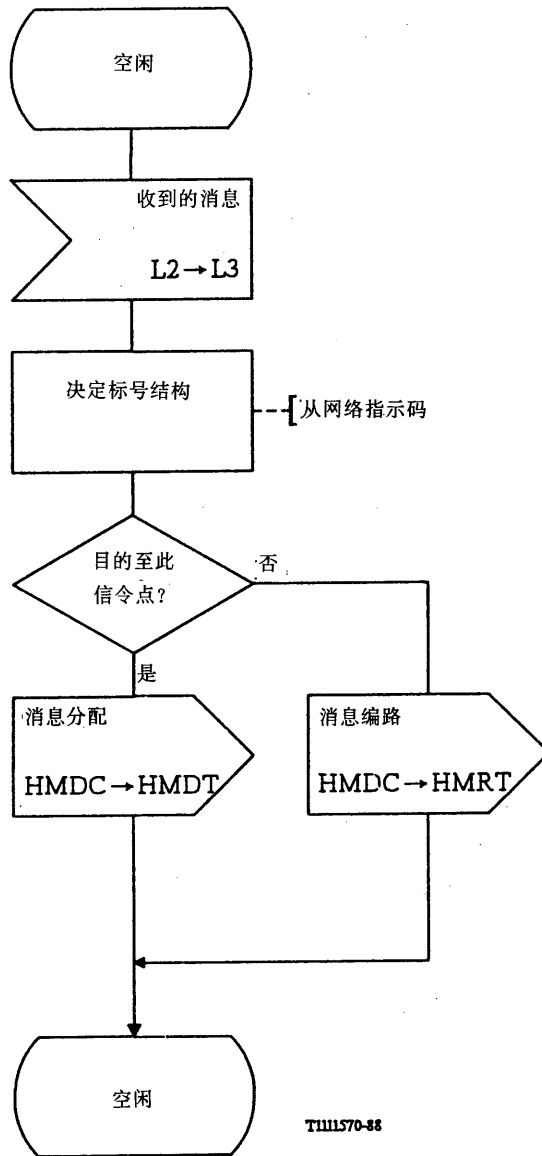 空闲
收到的消息
L2→L3
决定标号结构
从网络指示码
目的至此
信令点?
否
是
消息分配
HMDC→HMDT
消息编路
HMDC→HMRT
空闲
T1111570-88